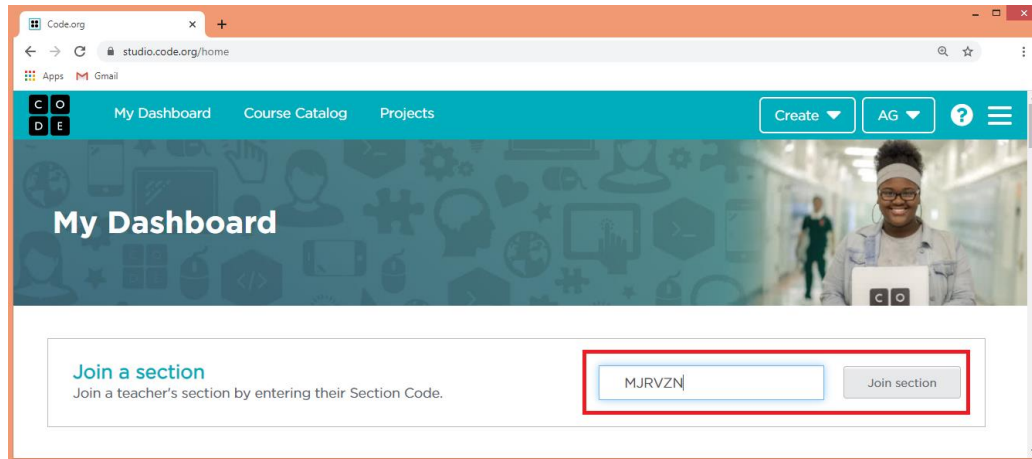 Code.org
studio.code.org/home
Apps Gmail
C O
D E
My Dashboard Course Catalog Projects Create AG ?
My Dashboard
C O
Join a section
Join a teacher's section by entering their Section Code.
MJRVZN
Join section